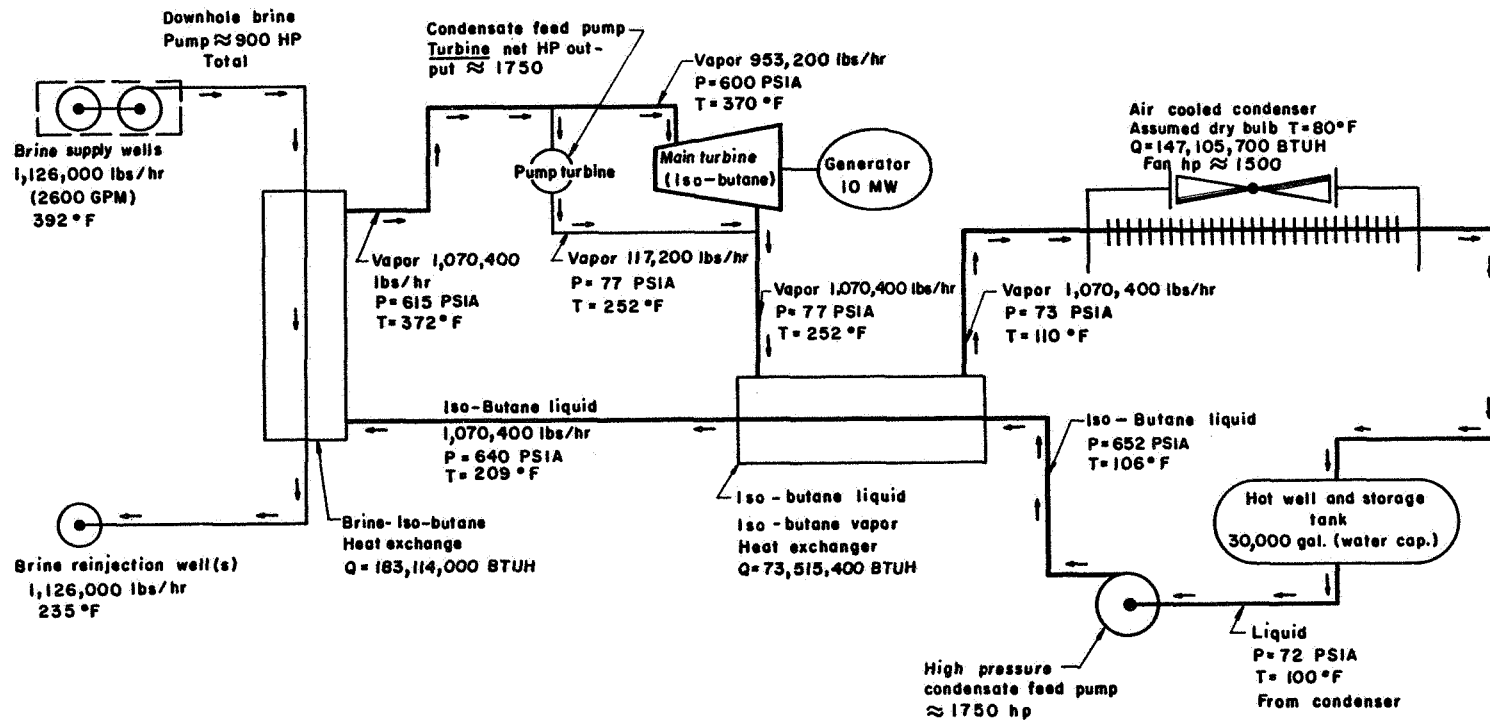 Downhole brine
Pump ≈ 900 HP
Total
Condensate feed pump
Turbine net HP out-
put ≈ 1750
Vapor 953,200 lbs/hr
P= 600 PSIA
T= 370 °F
Air cooled condenser
Assumed dry bulb T=80°F
Q=147,105,700 BTUH
Fan hp ≈ 1500
Brine supply wells
1,126,000 lbs/hr
(2600 GPM)
392 °F
Pump turbine
Main turbine
(Iso-butane)
Generator
10 MW
Vapor 1,070,400
lbs/hr
P= 615 PSIA
T= 372°F
Vapor 117,200 lbs/hr
P= 77 PSIA
T= 252°F
Vapor 1,070,400 lbs/hr
P= 77 PSIA
T= 252°F
Vapor 1,070,400 lbs/hr
P= 73 PSIA
T= 110 °F
Iso-Butane liquid
1,070,400 lbs/hr
P= 640 PSIA
T= 209 °F
Iso-Butane liquid
P=652 PSIA
T=106°F
Hot well and storage
tank
30,000 gal. (water cap.)
Brine reinjection well(s)
1,126,000 lbs/hr
235 °F
Brine-Iso-butane
Heat exchange
Q=183,114,000 BTUH
Iso-butane liquid
Iso-butane vapor
Heat exchanger
Q=73,515,400 BTUH
High pressure
condensate feed pump
≈ 1750 hp
Liquid
P= 72 PSIA
T= 100°F
From condenser